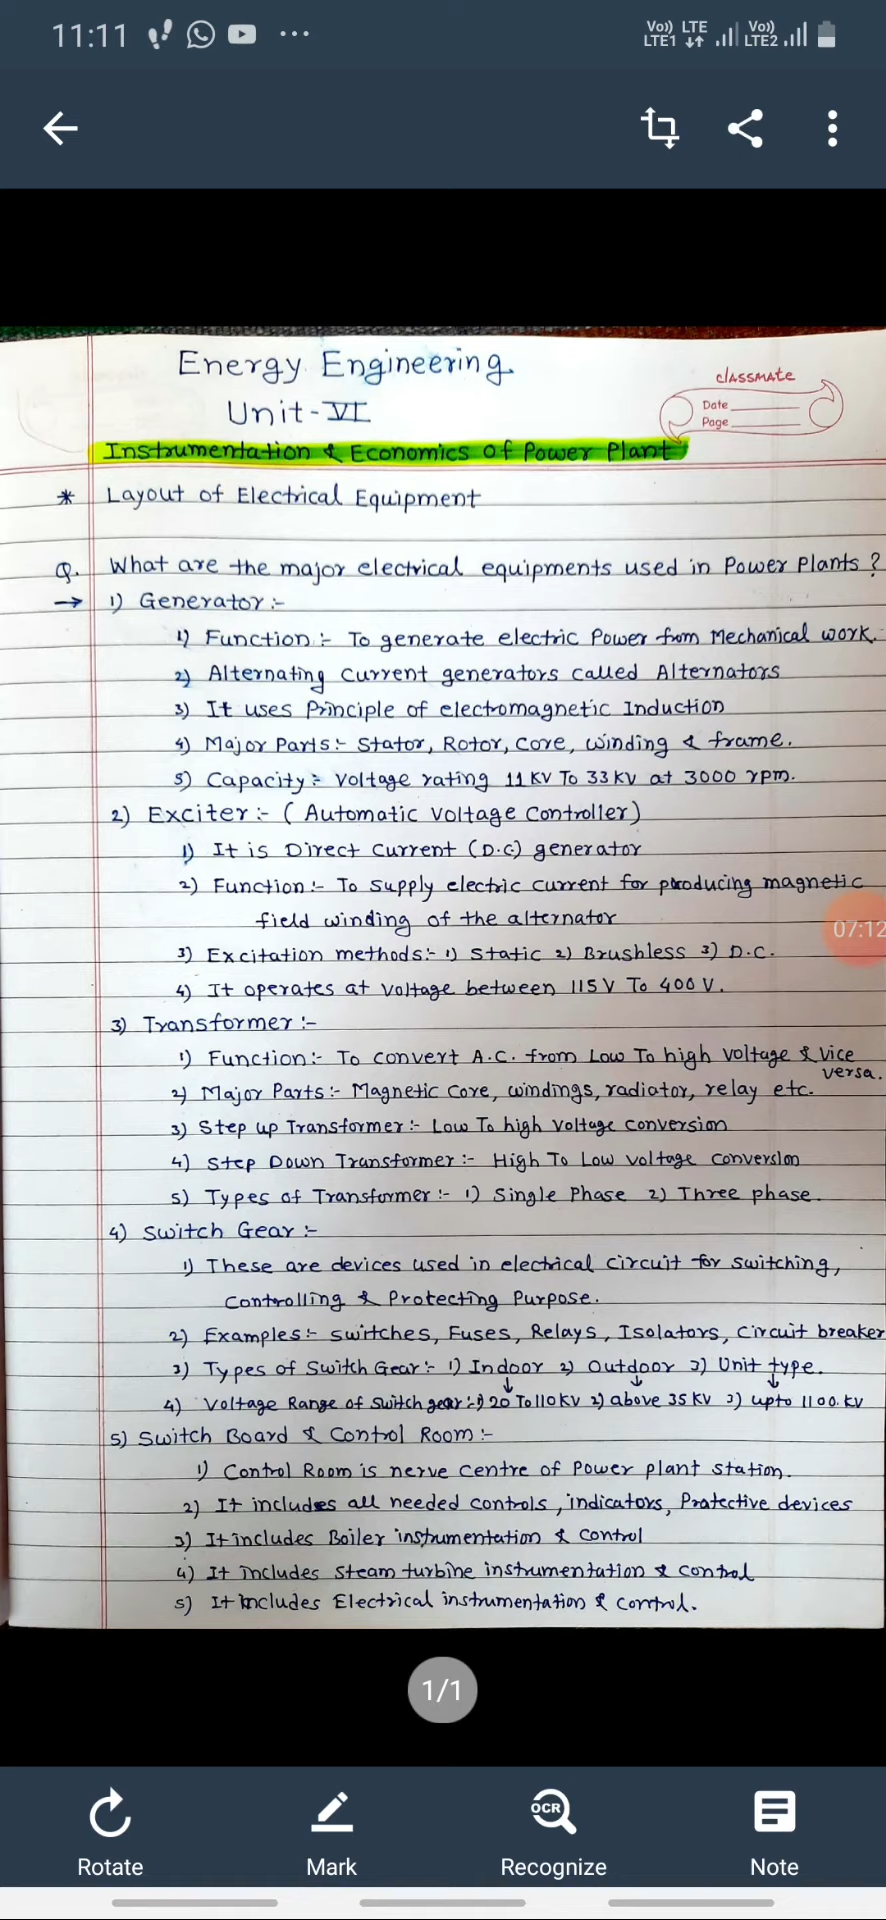 11:11
Vo)) LTE
LTE1
Vo))
LTE2
Energy Engineering
Unit-VI
classmate
Date
Page
Instrumentation & Economics of Power Plant
* Layout of Electrical Equipment
Q. What are the major electrical equipments used in Power Plants?
→ 1) Generator:-
1) Function:- To generate electric Power from Mechanical work.
2) Alternating current generators called Alternators
3) It uses Principle of electromagnetic Induction
4) Major Parts:- Stator, Rotor, core, winding & frame.
5) Capacity:- voltage rating 11 KV To 33 KV at 3000 rpm.
2) Exciter:- (Automatic voltage controller)
1) It is Direct current (D.C) generator
2) Function:- To supply electric current for producing magnetic
field winding of the alternator
07:12
3) Excitation methods:- 1) Static 2) Brushless 3) D.C.
4) It operates at voltage between 115 V To 400 V.
3) Transformer:-
1) Function:- To convert A.C. from Low To high voltage & vice
versa.
2) Major Parts:- Magnetic core, windings, radiator, relay etc.
3) Step up Transformer:- Low To high voltage conversion
4) Step Down Transformer:- High To Low voltage conversion
5) Types of Transformer:- 1) Single Phase 2) Three phase.
4) Switch Gear:-
1) These are devices used in electrical circuit for switching,
Controlling & Protecting Purpose.
2) Examples:- switches, Fuses, Relays, Isolators, Circuit breaker
3) Types of Switch Gear:- 1) Indoor 2) Outdoor 3) Unit type.
4) Voltage Range of Switch gear:- 1) 20 To 110 KV 2) above 35 KV 3) upto 1100. KV
5) Switch Board & Control Room:-
1) Control Room is nerve centre of Power plant station.
2) It includes all needed controls, indicators, Protective devices
3) It includes Boiler instrumentation & control
4) It includes Steam turbine instrumentation & control
5) It includes Electrical instrumentation & control.
1/1
OCR
Rotate Mark Recognize Note